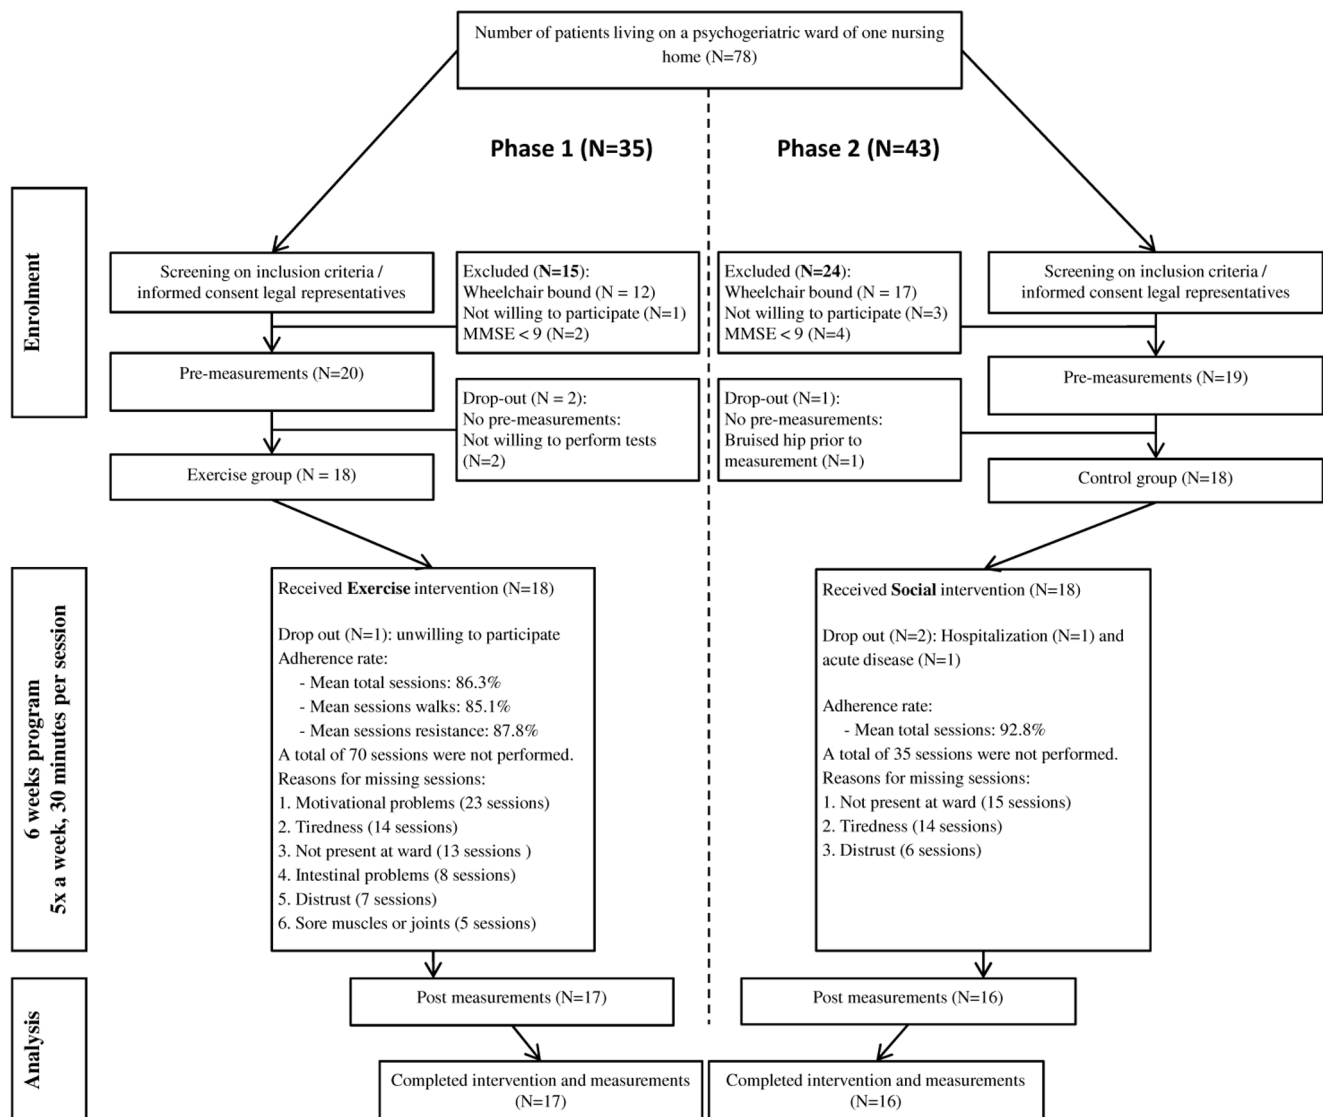 Number of patients living on a psychogeriatric ward of one nursing
home (N=78)
Phase 1 (N=35)
Phase 2 (N=43)
Enrolment
Screening on inclusion criteria /
informed consent legal representatives
Excluded (N=15):
Wheelchair bound (N = 12)
Not willing to participate (N=1)
MMSE < 9 (N=2)
Excluded (N=24):
Wheelchair bound (N = 17)
Not willing to participate (N=3)
MMSE < 9 (N=4)
Screening on inclusion criteria /
informed consent legal representatives
Pre-measurements (N=20)
Pre-measurements (N=19)
Drop-out (N = 2):
No pre-measurements:
Not willing to perform tests
(N=2)
Drop-out (N=1):
No pre-measurements:
Bruised hip prior to
measurement (N=1)
Exercise group (N = 18)
Control group (N=18)
6 weeks program
5x a week, 30 minutes per session
Received Exercise intervention (N=18)
Drop out (N=1): unwilling to participate
Adherence rate:
- Mean total sessions: 86.3%
- Mean sessions walks: 85.1%
- Mean sessions resistance: 87.8%
A total of 70 sessions were not performed.
Reasons for missing sessions:
1. Motivational problems (23 sessions)
2. Tiredness (14 sessions)
3. Not present at ward (13 sessions )
4. Intestinal problems (8 sessions)
5. Distrust (7 sessions)
6. Sore muscles or joints (5 sessions)
Received Social intervention (N=18)
Drop out (N=2): Hospitalization (N=1) and
acute disease (N=1)
Adherence rate:
- Mean total sessions: 92.8%
A total of 35 sessions were not performed.
Reasons for missing sessions:
1. Not present at ward (15 sessions)
2. Tiredness (14 sessions)
3. Distrust (6 sessions)
Analysis
Post measurements (N=17)
Post measurements (N=16)
Completed intervention and measurements
(N=17)
Completed intervention and measurements
(N=16)